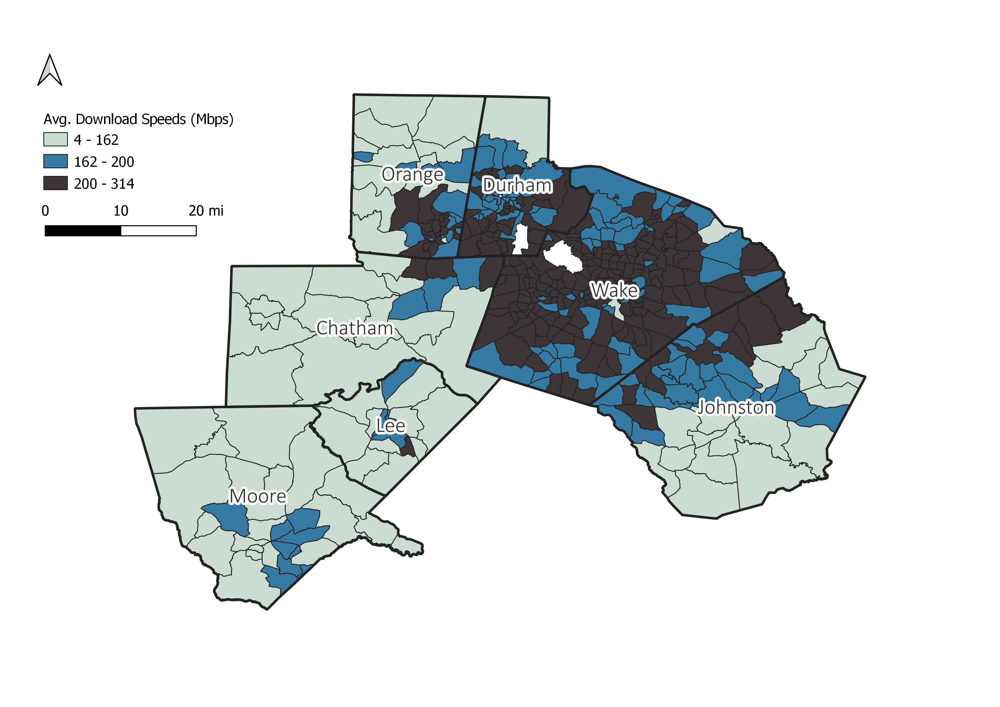 Avg. Download Speeds (Mbps)
4 - 162
162 - 200
200 - 314
0 10 20 mi
Orange
Durham
Wake
Chatham
Johnston
Lee
Moore